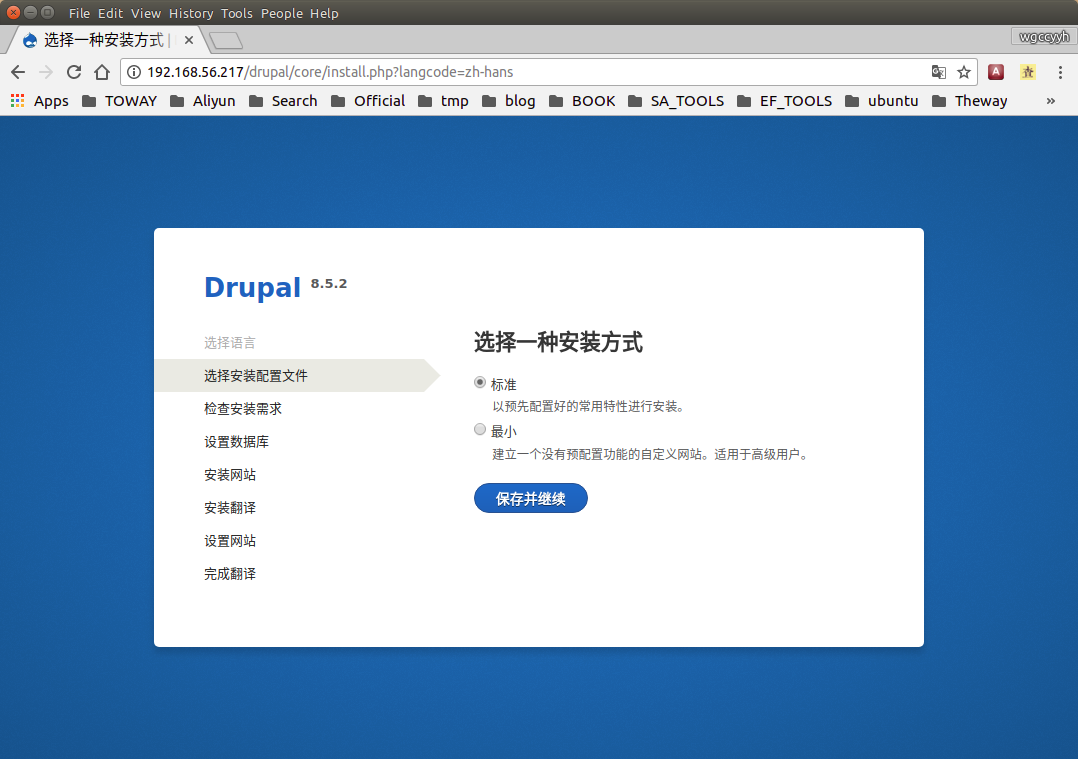 File Edit View History Tools People Help
选择一种安装方式 |
wgccyyh
192.168.56.217/drupal/core/install.php?langcode=zh-hans
Apps TOWAY Aliyun Search Official tmp blog BOOK SA_TOOLS EF_TOOLS ubuntu Theway »
Drupal 8.5.2
选择语言
选择安装配置文件
检查安装需求
设置数据库
安装网站
安装翻译
设置网站
完成翻译
选择一种安装方式
标准
以预先配置好的常用特性进行安装。
最小
建立一个没有预配置功能的自定义网站。适用于高级用户。
保存并继续